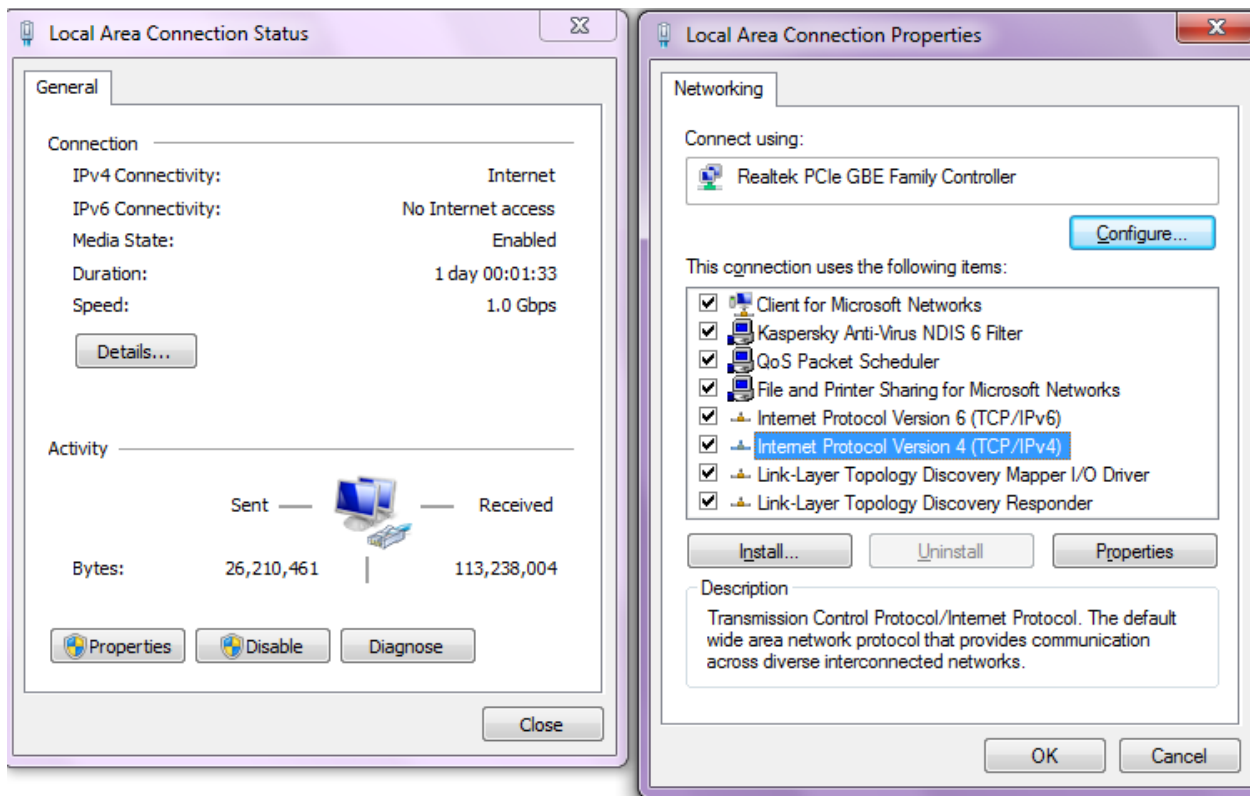 Local Area Connection Status
General
Connection
IPv4 Connectivity: Internet
IPv6 Connectivity: No Internet access
Media State: Enabled
Duration: 1 day 00:01:33
Speed: 1.0 Gbps
Details...
Activity
Sent Received
Bytes: 26,210,461 113,238,004
Properties Disable Diagnose
Close
Local Area Connection Properties
Networking
Connect using:
Realtek PCIe GBE Family Controller
Configure...
This connection uses the following items:
Client for Microsoft Networks
Kaspersky Anti-Virus NDIS 6 Filter
QoS Packet Scheduler
File and Printer Sharing for Microsoft Networks
Internet Protocol Version 6 (TCP/IPv6)
Internet Protocol Version 4 (TCP/IPv4)
Link-Layer Topology Discovery Mapper I/O Driver
Link-Layer Topology Discovery Responder
Install... Uninstall Properties
Description
Transmission Control Protocol/Internet Protocol. The default
wide area network protocol that provides communication
across diverse interconnected networks.
OK Cancel